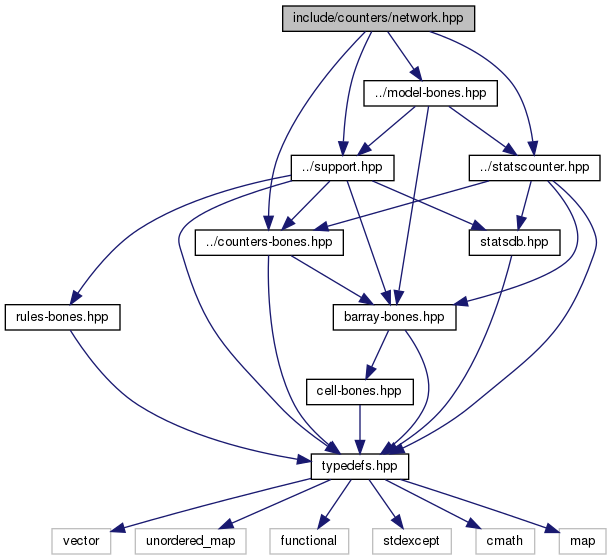 include/counters/network.hpp
../model-bones.hpp
../support.hpp
../statscounter.hpp
../counters-bones.hpp
statsdb.hpp
rules-bones.hpp
barray-bones.hpp
cell-bones.hpp
typedefs.hpp
vector
unordered_map
functional
stdexcept
cmath
map